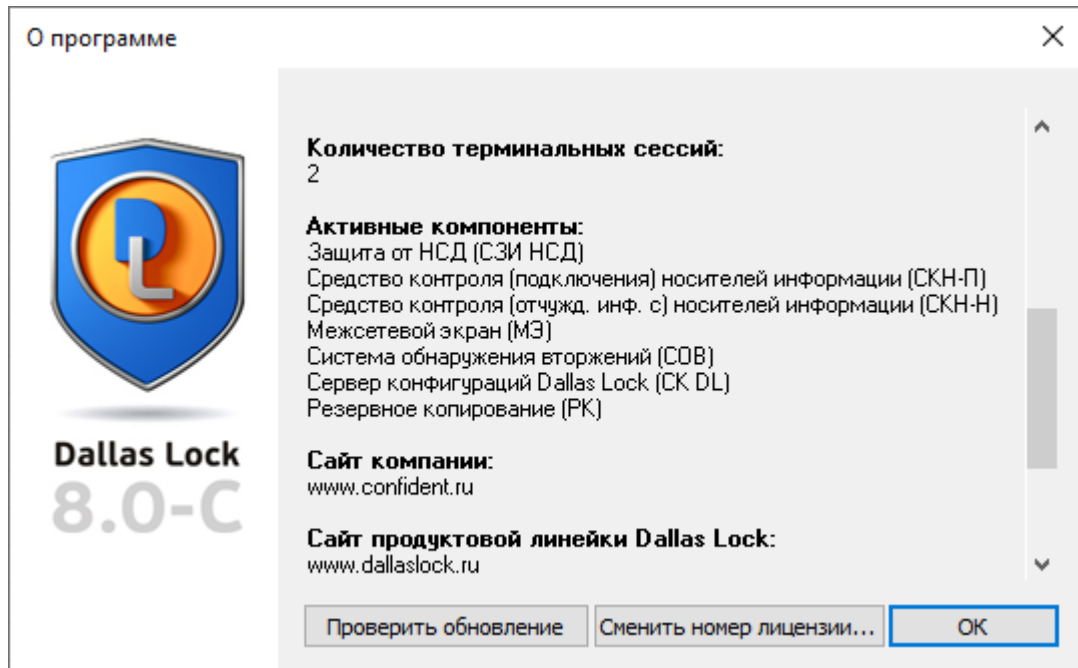 О программе
Количество терминальных сессий:
2
Активные компоненты:
Защита от НСД (СЗИ НСД)
Средство контроля (подключения) носителей информации (СКН-П)
Средство контроля (отчужд. инф. с) носителей информации (СКН-Н)
Межсетевой экран (МЭ)
Система обнаружения вторжений (СОВ)
Сервер конфигураций Dallas Lock (СК DL)
Резервное копирование (РК)
Сайт компании:
www.confident.ru
Сайт продуктовой линейки Dallas Lock:
www.dallaslock.ru
DL
Dallas Lock
8.0-C
Проверить обновление
Сменить номер лицензии...
OK